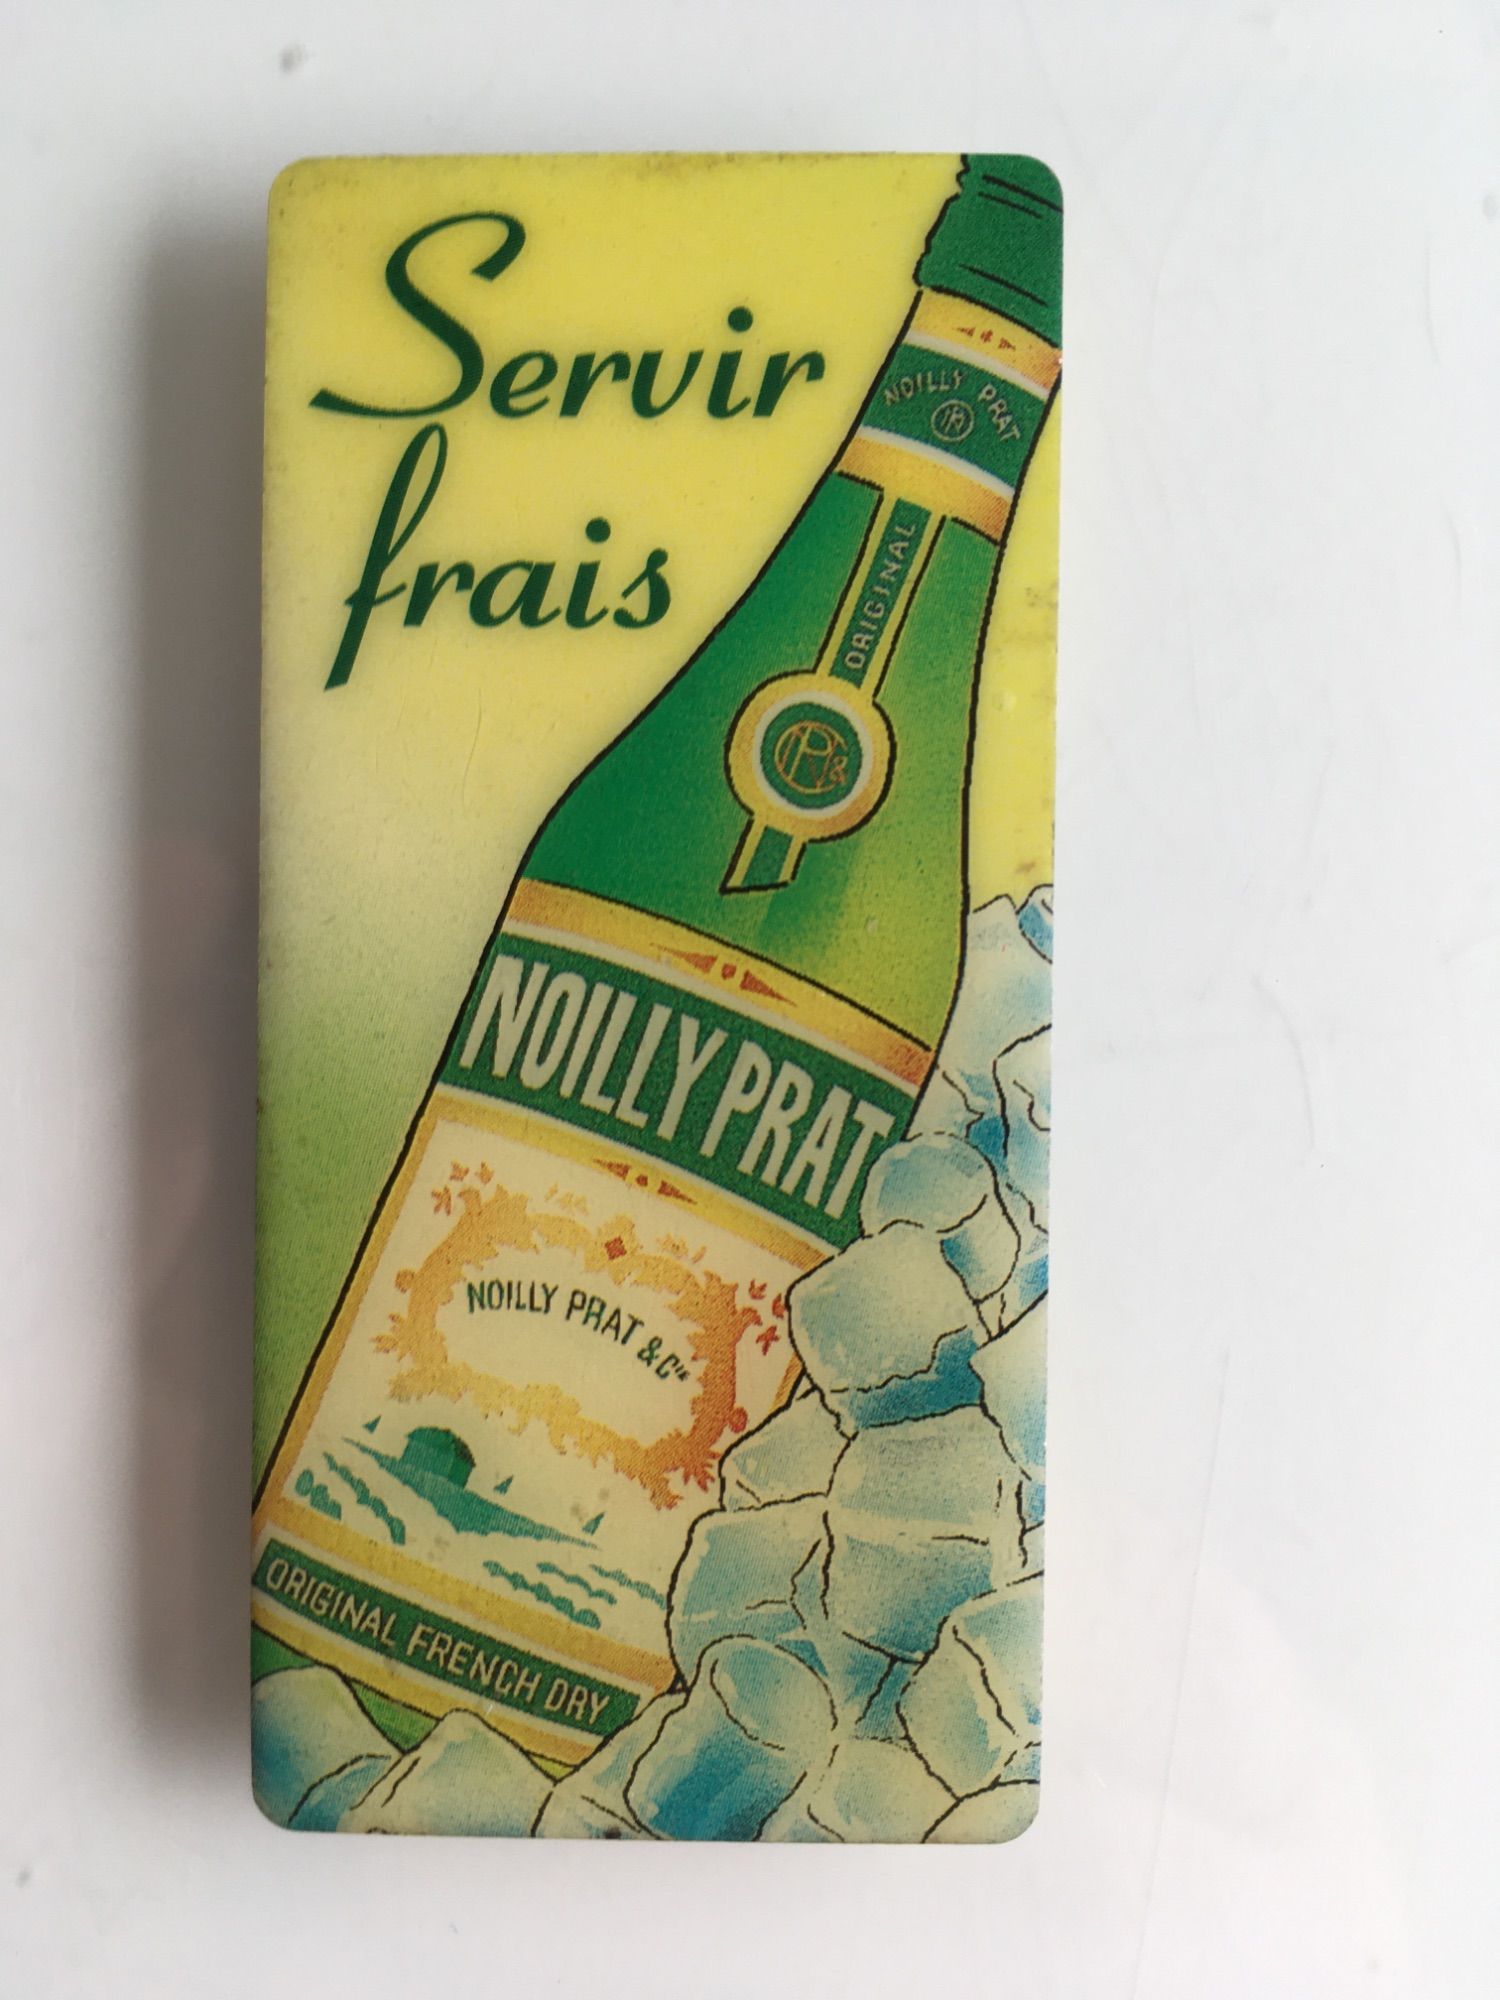 Servir
frais
NOILLY PRAT
ORIGINAL
NOILLY PRAT
NOILLY PRAT & Cie
ORIGINAL FRENCH DRY